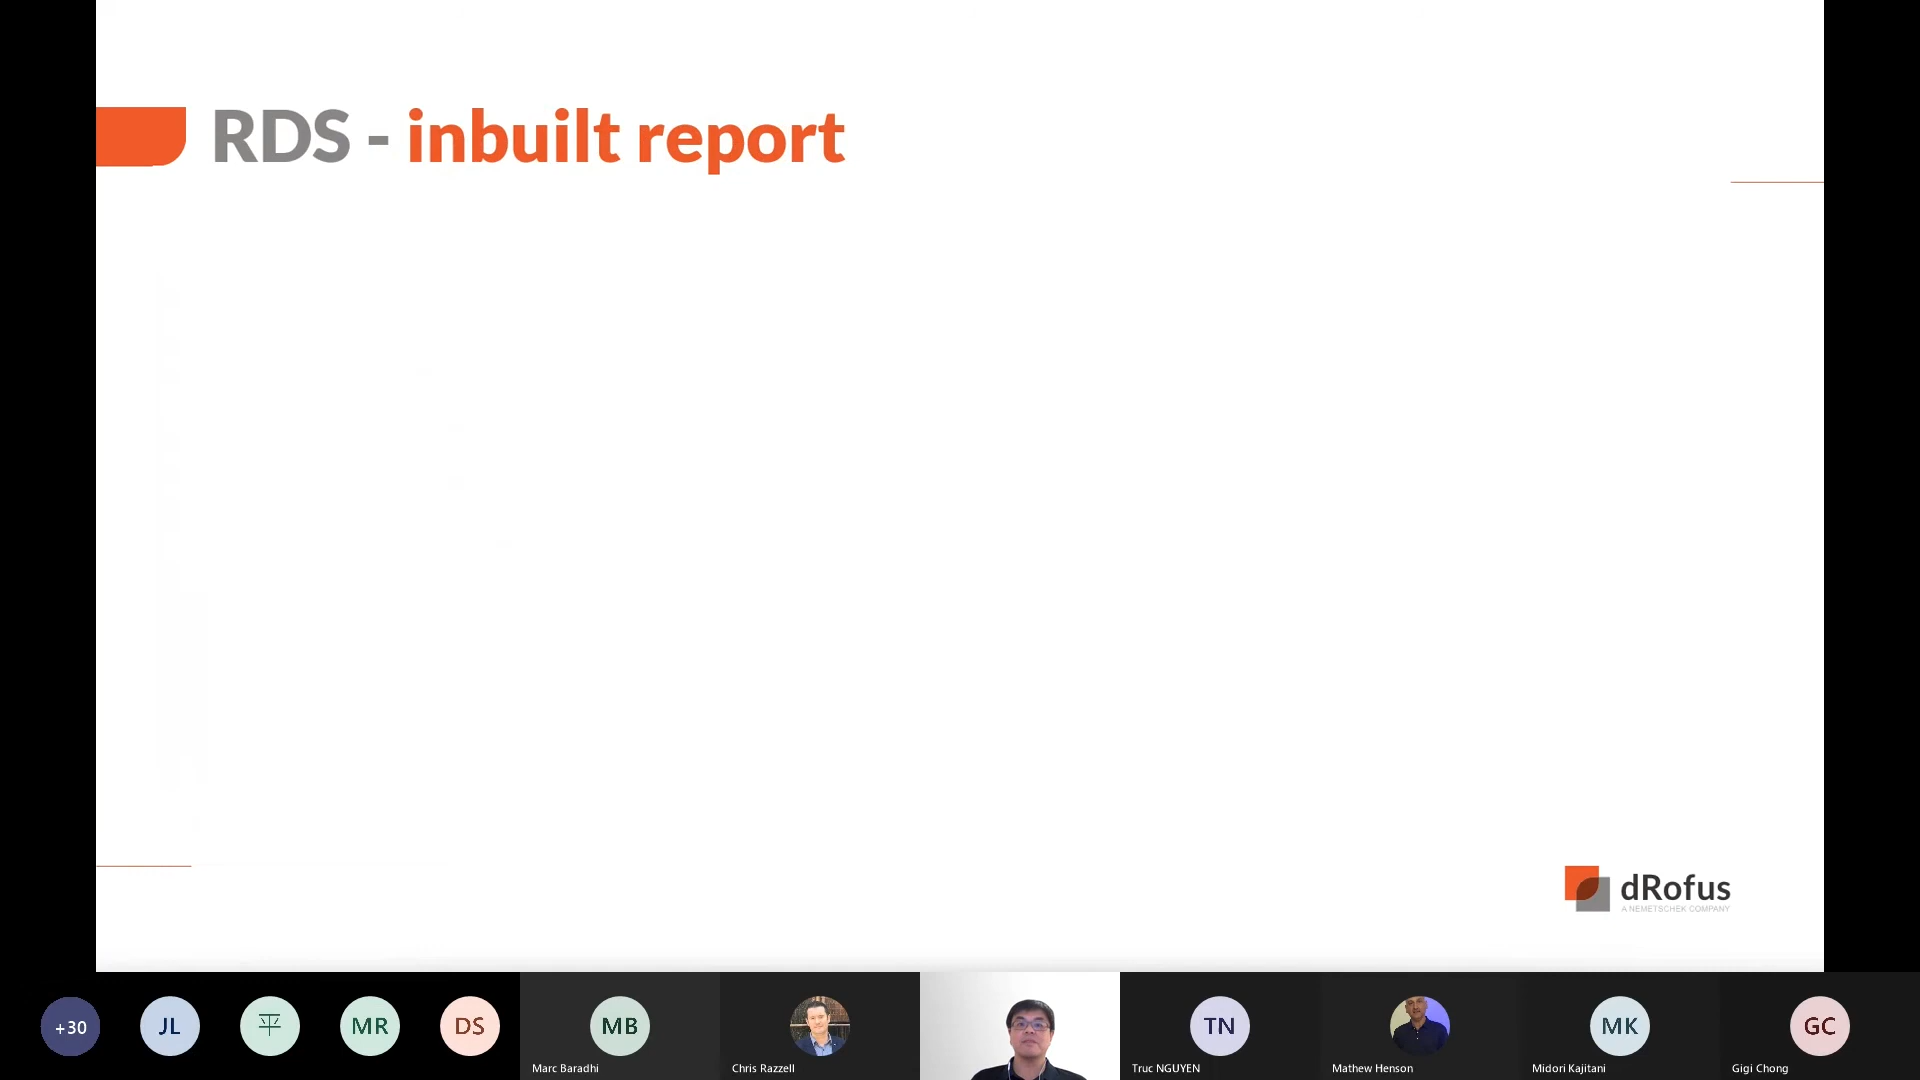 RDS - inbuilt report
dRofus
A NEMETSCHEK COMPANY
+30
JL
平
MR
DS
MB
TN
MK
GC
Marc Baradhi
Chris Razzell
Truc NGUYEN
Mathew Henson
Midori Kajitani
Gigi Chong